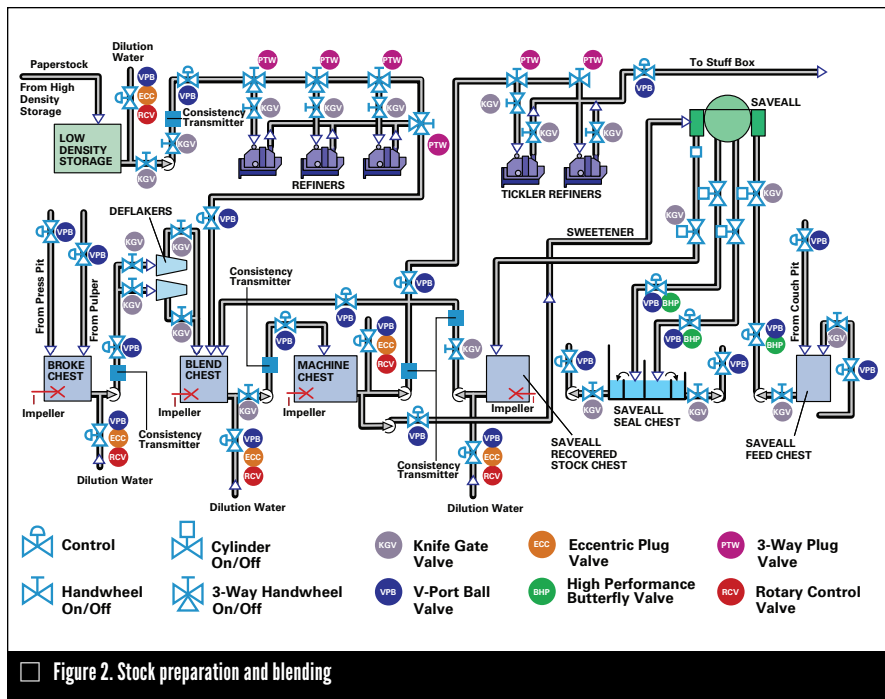 Paperstock
Dilution
Water
VPB
ECC
RCV
PTW
PTW
PTW
PTW
PTW
To Stuff Box
From High
Density
Storage
VPB
KGV
KGV
KGV
KGV
KGV
VPB
SAVEALL
Consistency
Transmitter
KGV
LOW
DENSITY
STORAGE
PTW
KGV
KGV
KGV
REFINERS
TICKLER REFINERS
KGV
DEFLAKERS
VPB
SWEETENER
KGV
VPB
VPB
KGV
KGV
KGV
KGV
VPB
From Press Pit
From Pulper
Consistency
Transmitter
VPB
From Couch Pit
VPB
BHP
VPB
VPB
VPB
VPB
ECC
RCV
KGV
VPB
BHP
VPB
BHP
KGV
VPB
VPB
VPB
BROKE
CHEST
BLEND
CHEST
MACHINE
CHEST
Impeller
Impeller
KGV
Impeller
Impeller
KGV
SAVEALL
SEAL CHEST
KGV
KGV
VPB
Consistency
Transmitter
VPB
ECC
RCV
VPB
ECC
RCV
Consistency
Transmitter
VPB
ECC
RCV
SAVEALL
RECOVERED
STOCK CHEST
SAVEALL
FEED CHEST
Dilution Water
Dilution Water
Dilution Water
Control
Cylinder
On/Off
KGV
Knife Gate
Valve
ECC
Eccentric Plug
Valve
PTW
3-Way Plug
Valve
Handwheel
On/Off
3-Way Handwheel
On/Off
VPB
V-Port Ball
Valve
BHP
High Performance
Butterfly Valve
RCV
Rotary Control
Valve
Figure 2. Stock preparation and blending